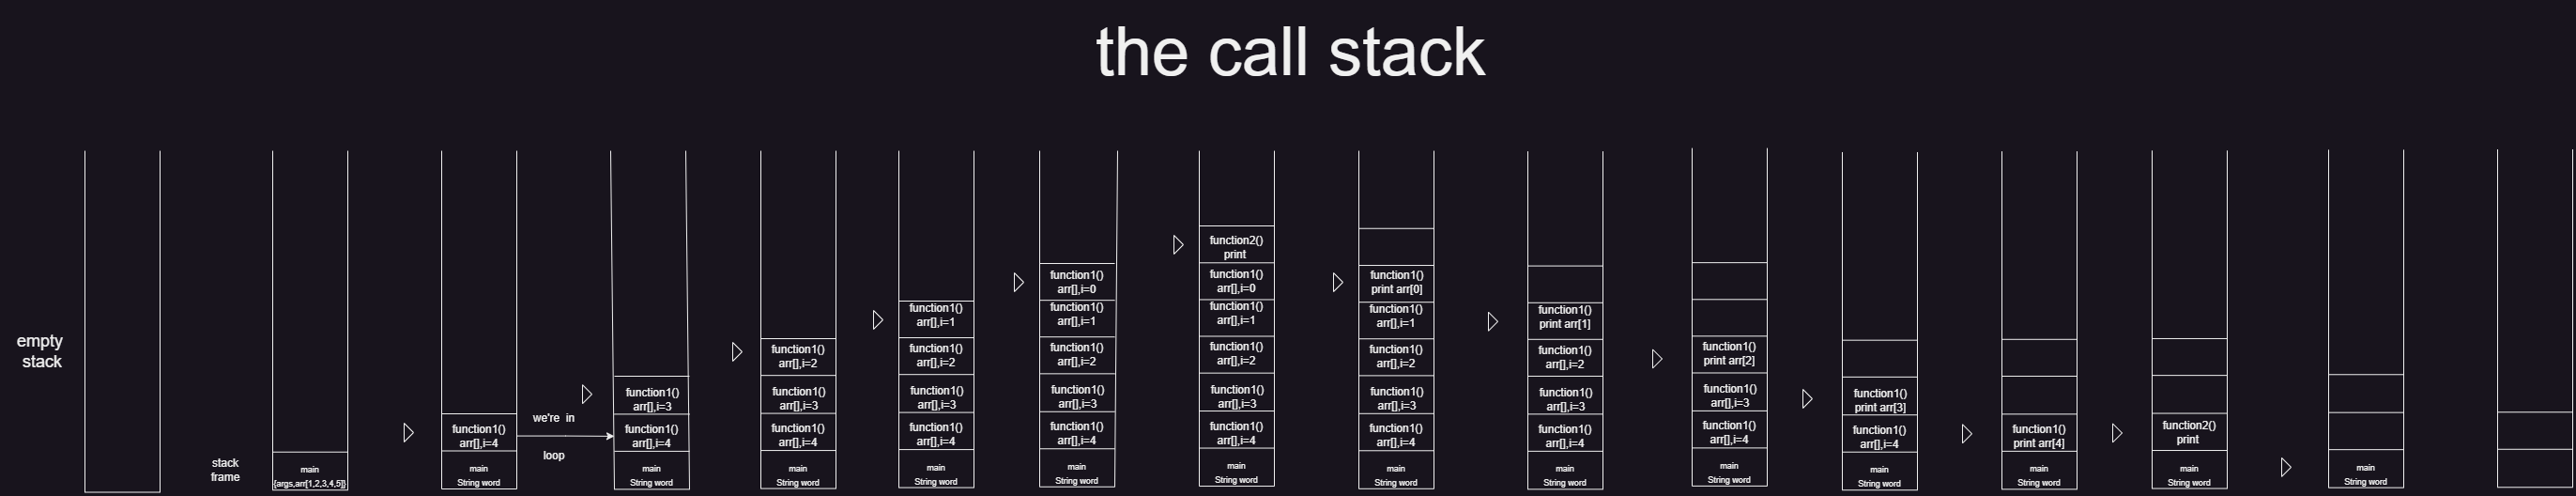 the call stack
empty
stack
stack
frame
main
{args,arr[1,2,3,4,5]}
function1()
arr[],i=4
main
String word
we're in
loop
function1()
arr[],i=3
function1()
arr[],i=4
main
String word
function1()
arr[],i=2
function1()
arr[],i=3
function1()
arr[],i=4
main
String word
function1()
arr[],i=1
function1()
arr[],i=2
function1()
arr[],i=3
function1()
arr[],i=4
main
String word
function1()
arr[],i=0
function1()
arr[],i=1
function1()
arr[],i=2
function1()
arr[],i=3
function1()
arr[],i=4
main
String word
function2()
print
function1()
arr[],i=0
function1()
arr[],i=1
function1()
arr[],i=2
function1()
arr[],i=3
function1()
arr[],i=4
main
String word
function1()
print arr[0]
function1()
arr[],i=1
function1()
arr[],i=2
function1()
arr[],i=3
function1()
arr[],i=4
main
String word
function1()
print arr[1]
function1()
arr[],i=2
function1()
arr[],i=3
function1()
arr[],i=4
main
String word
function1()
print arr[2]
function1()
arr[],i=3
function1()
arr[],i=4
main
String word
function1()
print arr[3]
function1()
arr[],i=4
main
String word
function1()
print arr[4]
main
String word
function2()
print
main
String word
main
String word